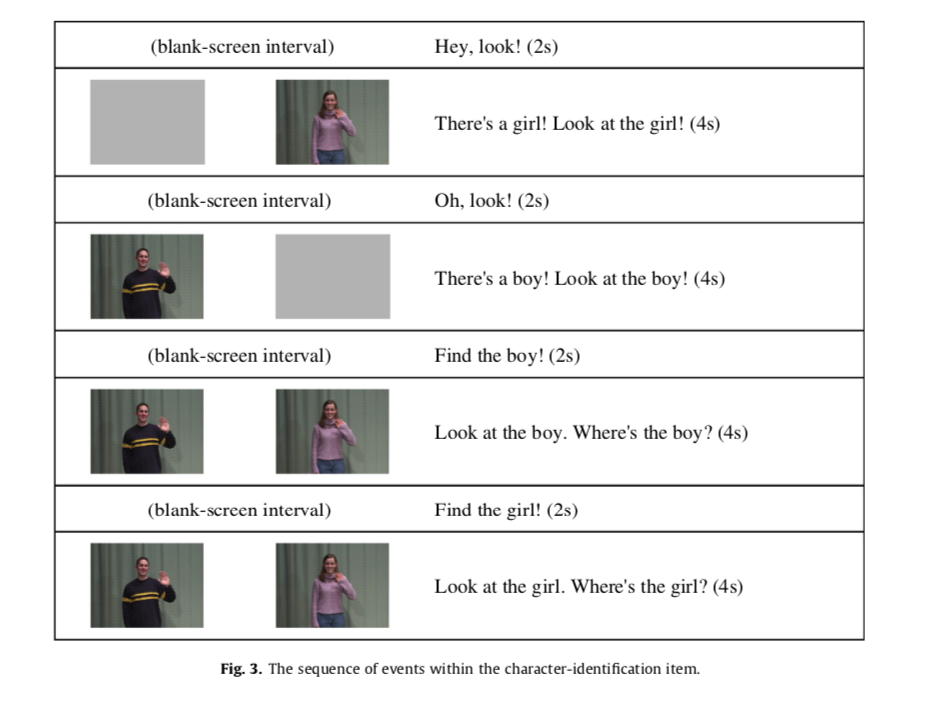 (blank-screen interval) Hey, look! (2s)
There's a girl! Look at the girl! (4s)
(blank-screen interval) Oh, look! (2s)
There's a boy! Look at the boy! (4s)
(blank-screen interval) Find the boy! (2s)
Look at the boy. Where's the boy? (4s)
(blank-screen interval) Find the girl! (2s)
Look at the girl. Where's the girl? (4s)
Fig. 3. The sequence of events within the character-identification item.